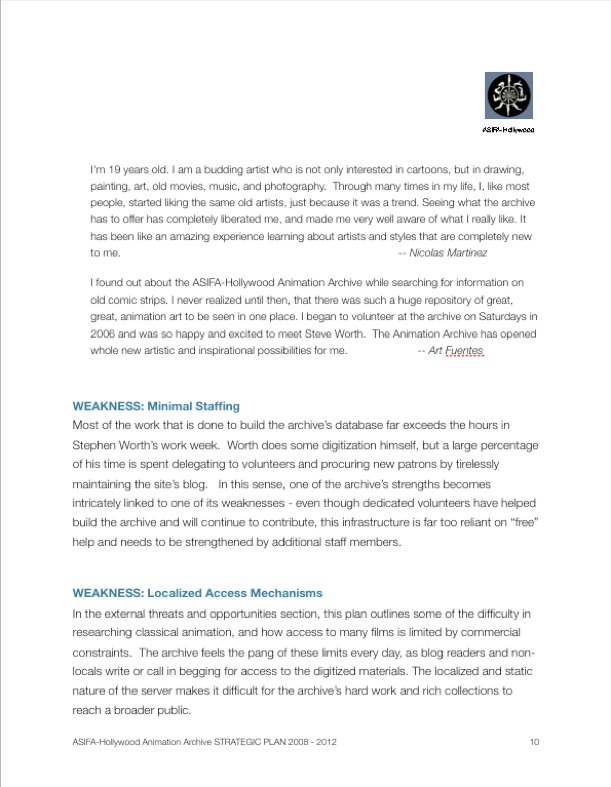 ASIFA-Hollywood
I'm 19 years old. I am a budding artist who is not only interested in cartoons, but in drawing,
painting, art, old movies, music, and photography. Through many times in my life, I, like most
people, started liking the same old artists, just because it was a trend. Seeing what the archive
has to offer has completely liberated me, and made me very well aware of what I really like. It
has been like an amazing experience learning about artists and styles that are completely new
to me. -- Nicolas Martinez
I found out about the ASIFA-Hollywood Animation Archive while searching for information on
old comic strips. I never realized until then, that there was such a huge repository of great,
great, animation art to be seen in one place. I began to volunteer at the archive on Saturdays in
2006 and was so happy and excited to meet Steve Worth. The Animation Archive has opened
whole new artistic and inspirational possibilities for me. -- Art Fuentes
WEAKNESS: Minimal Staffing
Most of the work that is done to build the archive's database far exceeds the hours in
Stephen Worth's work week. Worth does some digitization himself, but a large percentage
of his time is spent delegating to volunteers and procuring new patrons by tirelessly
maintaining the site's blog. In this sense, one of the archive's strengths becomes
intricately linked to one of its weaknesses - even though dedicated volunteers have helped
build the archive and will continue to contribute, this infrastructure is far too reliant on “free”
help and needs to be strengthened by additional staff members.
WEAKNESS: Localized Access Mechanisms
In the external threats and opportunities section, this plan outlines some of the difficulty in
researching classical animation, and how access to many films is limited by commercial
constraints. The archive feels the pang of these limits every day, as blog readers and non-
locals write or call in begging for access to the digitized materials. The localized and static
nature of the server makes it difficult for the archive's hard work and rich collections to
reach a broader public.
ASIFA-Hollywood Animation Archive STRATEGIC PLAN 2008 - 2012 10